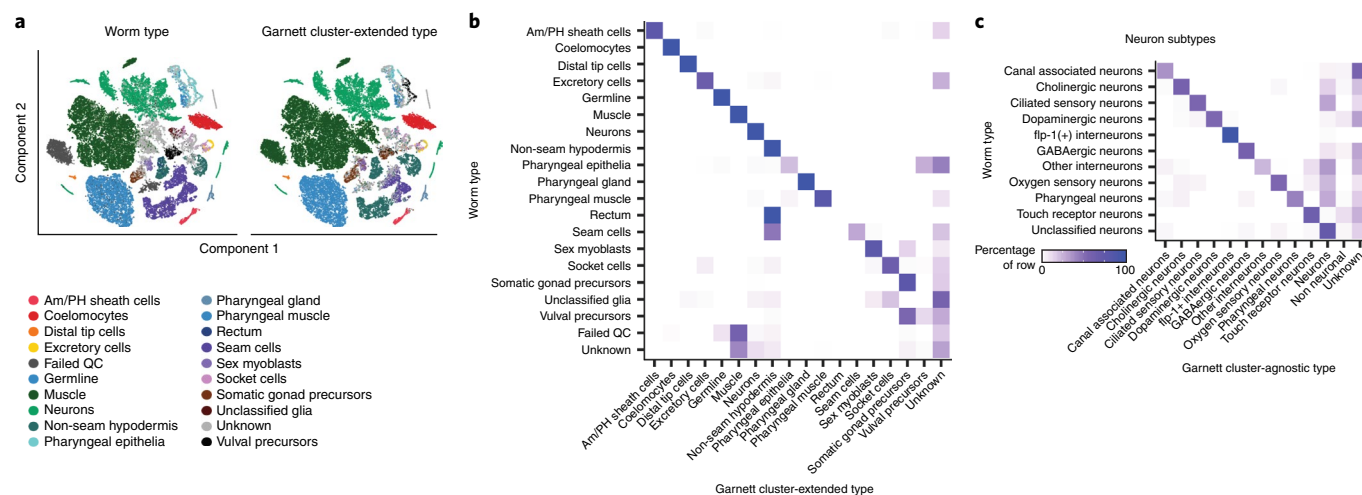 a
Worm type
Garnett cluster-extended type
Component 2
Component 1
Am/PH sheath cells
Coelomocytes
Distal tip cells
Excretory cells
Failed QC
Germline
Muscle
Neurons
Non-seam hypodermis
Pharyngeal epithelia
Pharyngeal gland
Pharyngeal muscle
Rectum
Seam cells
Sex myoblasts
Socket cells
Somatic gonad precursors
Unclassified glia
Unknown
Vulval precursors
b
Worm type
Am/PH sheath cells
Coelomocytes
Distal tip cells
Excretory cells
Germline
Muscle
Neurons
Non-seam hypodermis
Pharyngeal epithelia
Pharyngeal gland
Pharyngeal muscle
Rectum
Seam cells
Sex myoblasts
Socket cells
Somatic gonad precursors
Unclassified glia
Vulval precursors
Failed QC
Unknown
Am/PH sheath cells
Coelomocytes
Distal tip cells
Excretory cells
Germline
Muscle
Neurons
Non-seam hypodermis
Pharyngeal epithelia
Pharyngeal gland
Pharyngeal muscle
Rectum
Seam cells
Sex myoblasts
Socket cells
Somatic gonad precursors
Vulval precursors
Unknown
Garnett cluster-extended type
c
Neuron subtypes
Worm type
Canal associated neurons
Cholinergic neurons
Ciliated sensory neurons
Dopaminergic neurons
flp-1(+) interneurons
GABAergic neurons
Other interneurons
Oxygen sensory neurons
Pharyngeal neurons
Touch receptor neurons
Unclassified neurons
Percentage
of row
0
100
Canal associated neurons
Cholinergic neurons
Ciliated sensory neurons
Dopaminergic neurons
flp-1+ interneurons
GABAergic neurons
Other interneurons
Oxygen sensory neurons
Pharyngeal neurons
Touch receptor neurons
Neurons
Non neuronal
Unknown
Garnett cluster-agnostic type